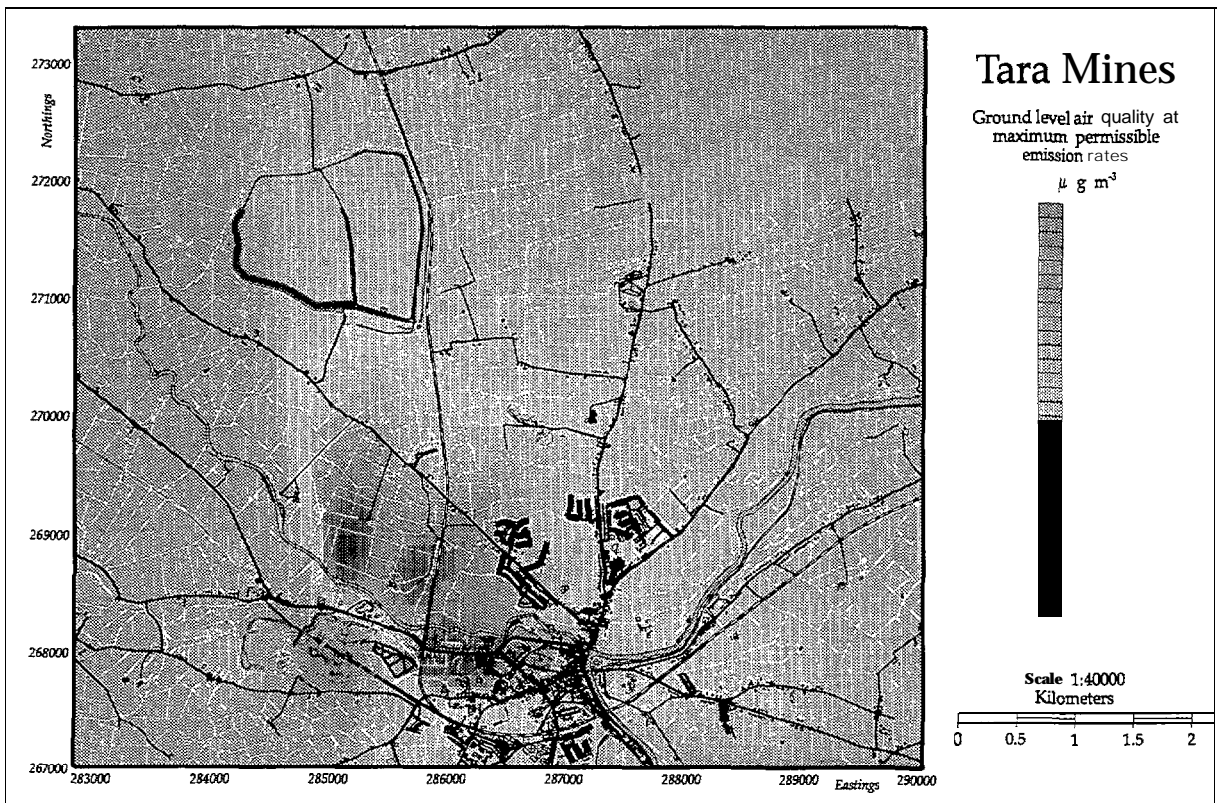 Tara Mines
Ground level air quality at
maximum permissible
emission rates
μ g m-3
Scale 1:40000
Kilometers
0 0.5 1 1.5 2
Northings
273000
272000
271000
270000
269000
268000
267000
283000 284000 285000 286000 287000 288000 289000 290000
Eastings